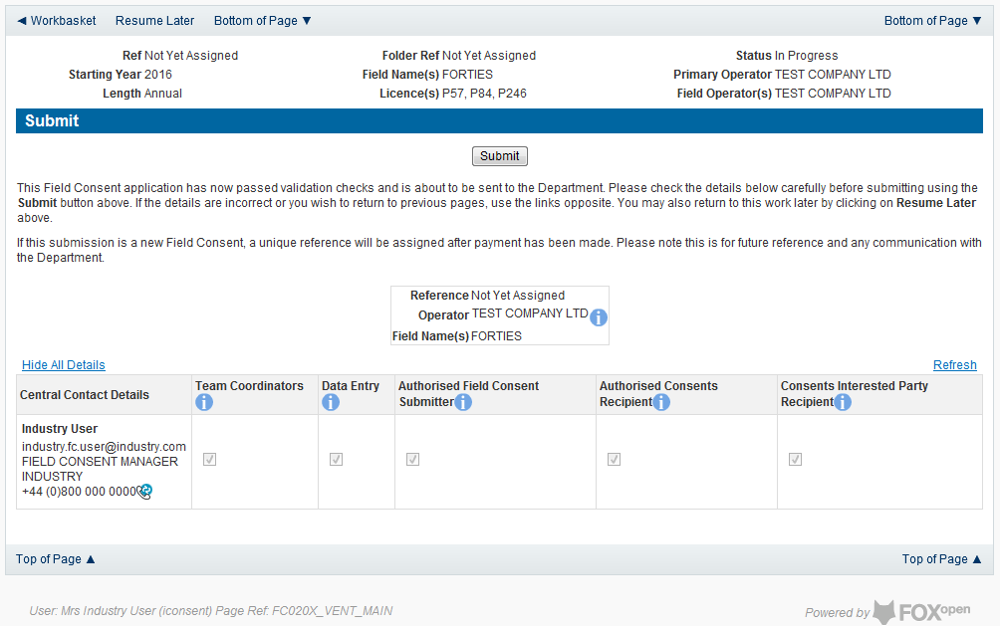 ◄ Workbasket Resume Later Bottom of Page ▼ Bottom of Page ▼
Ref Not Yet Assigned Folder Ref Not Yet Assigned Status In Progress
Starting Year 2016 Field Name(s) FORTIES Primary Operator TEST COMPANY LTD
Length Annual Licence(s) P57, P84, P246 Field Operator(s) TEST COMPANY LTD
Submit
Submit
This Field Consent application has now passed validation checks and is about to be sent to the Department. Please check the details below carefully before submitting using the
Submit button above. If the details are incorrect or you wish to return to previous pages, use the links opposite. You may also return to this work later by clicking on Resume Later
above.
If this submission is a new Field Consent, a unique reference will be assigned after payment has been made. Please note this is for future reference and any communication with
the Department.
Reference Not Yet Assigned
Operator TEST COMPANY LTD
Field Name(s) FORTIES
Hide All Details Refresh
Central Contact Details
Team Coordinators
Data Entry
Authorised Field Consent
Submitter
Authorised Consents
Recipient
Consents Interested Party
Recipient
Industry User
industry.fc.user@industry.com
FIELD CONSENT MANAGER
INDUSTRY
+44 (0)800 000 0000
Top of Page ▲ Top of Page ▲
User: Mrs Industry User (iconsent) Page Ref: FC020X_VENT_MAIN
Powered by FOXopen